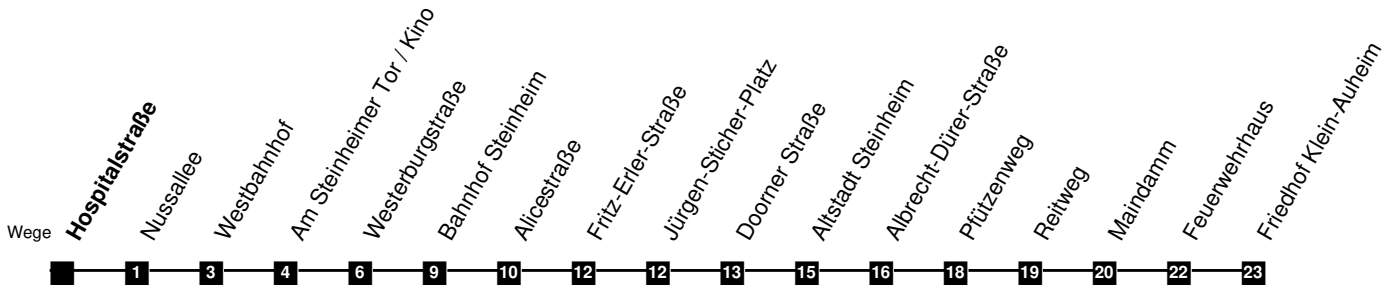 Wege
Hospitalstraße
Nussallee
Westbahnhof
Am Steinheimer Tor / Kino
Westerburgstraße
Bahnhof Steinheim
Alicestraße
Fritz-Erler-Straße
Jürgen-Sticher-Platz
Doorner Straße
Altstadt Steinheim
Albrecht-Dürer-Straße
Pfützenweg
Reitweg
Maindamm
Feuerwehrhaus
Friedhof Klein-Auheim
1 3 4 6 9 10 12 12 13 15 16 18 19 20 22 23